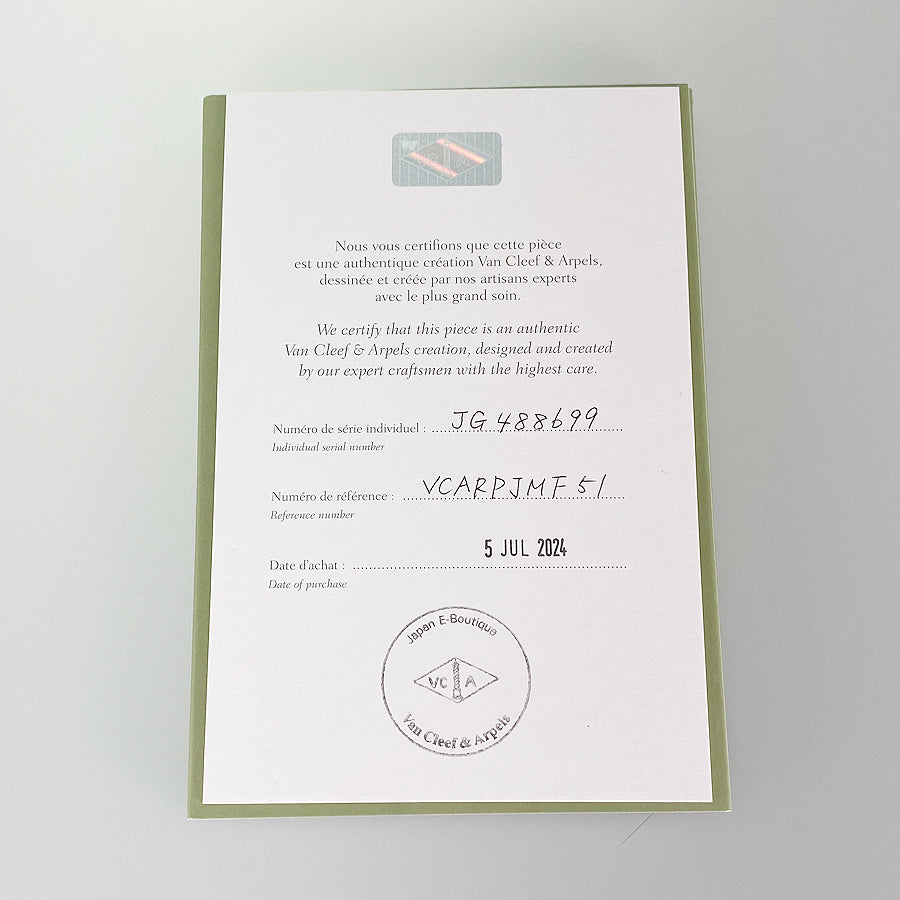 VC A
Nous vous certifions que cette pièce
est une authentique création Van Cleef & Arpels,
dessinée et créée par nos artisans experts
avec le plus grand soin.
We certify that this piece is an authentic
Van Cleef & Arpels creation, designed and created
by our expert craftsmen with the highest care.
Numéro de série individuel : JG488699
Individual serial number
Numéro de référence : VCARPJMF51
Reference number
5 JUL 2024
Date d'achat :
Date of purchase
Japan E-Boutique
VC A
Van Cleef & Arpels